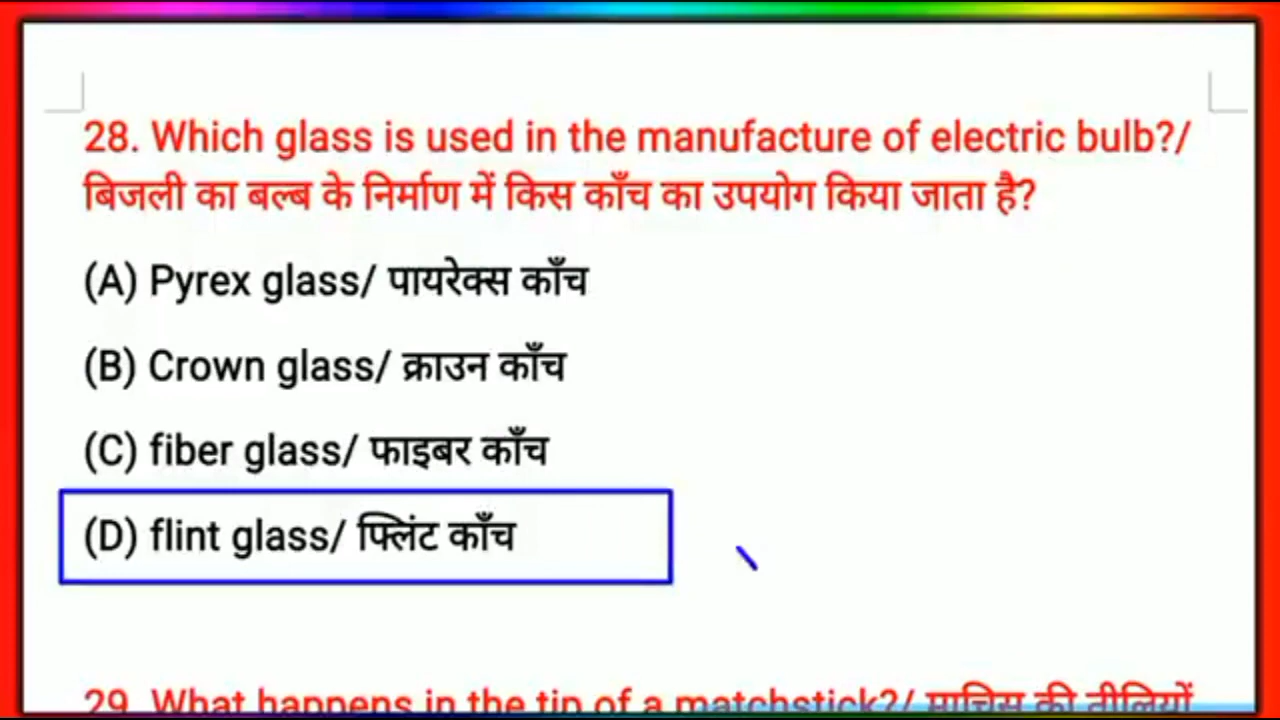 28. Which glass is used in the manufacture of electric bulb?/
बिजली का बल्ब के निर्माण में किस काँच का उपयोग किया जाता है?
(A) Pyrex glass/ पायरेक्स काँच
(B) Crown glass/ क्राउन काँच
(C) fiber glass/ फाइबर काँच
(D) flint glass/ फ्लिंट काँच
29. What happens in the tip of a matchstick?/ माचिस की तीलियों